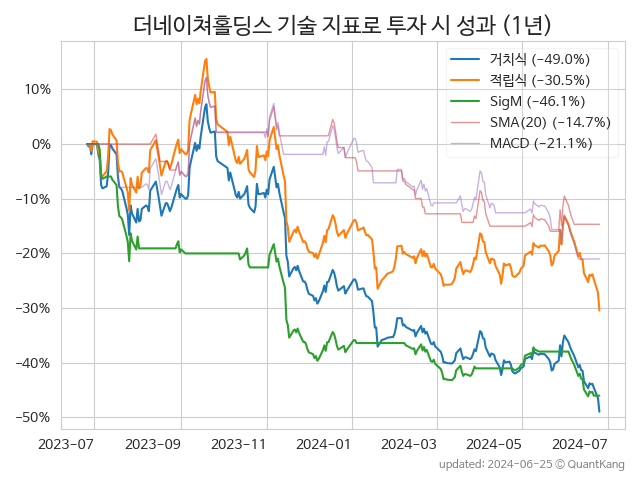 더네이쳐홀딩스 기술 지표로 투자 시 성과 (1년)
거치식 (−49.0%)
적립식 (−30.5%)
SigM (−46.1%)
SMA(20) (−14.7%)
MACD (−21.1%)
10%
0%
−10%
−20%
−30%
−40%
−50%
2023-07 2023-09 2023-11 2024-01 2024-03 2024-05 2024-07
updated: 2024-06-25 ⓒ QuantKang